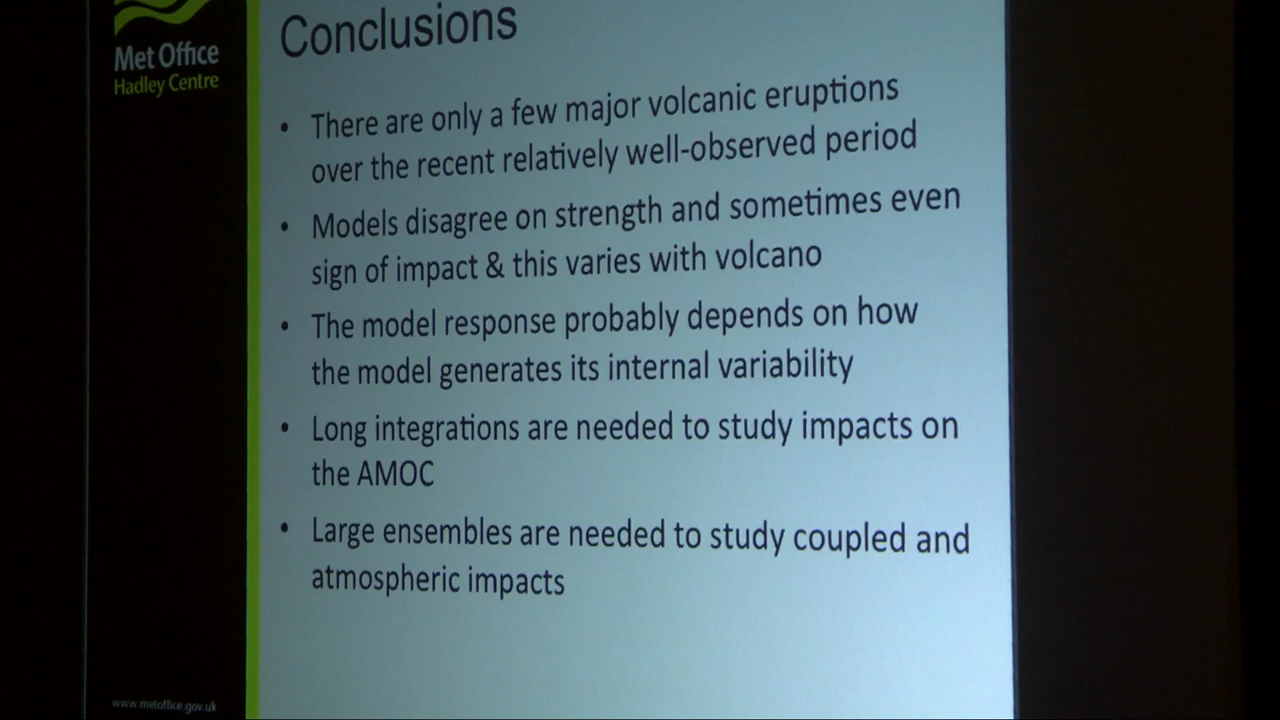 Met Office
Hadley Centre
Conclusions
• There are only a few major volcanic eruptions
over the recent relatively well-observed period
• Models disagree on strength and sometimes even
sign of impact & this varies with volcano
• The model response probably depends on how
the model generates its internal variability
• Long integrations are needed to study impacts on
the AMOC
• Large ensembles are needed to study coupled and
atmospheric impacts
www.metoffice.gov.uk